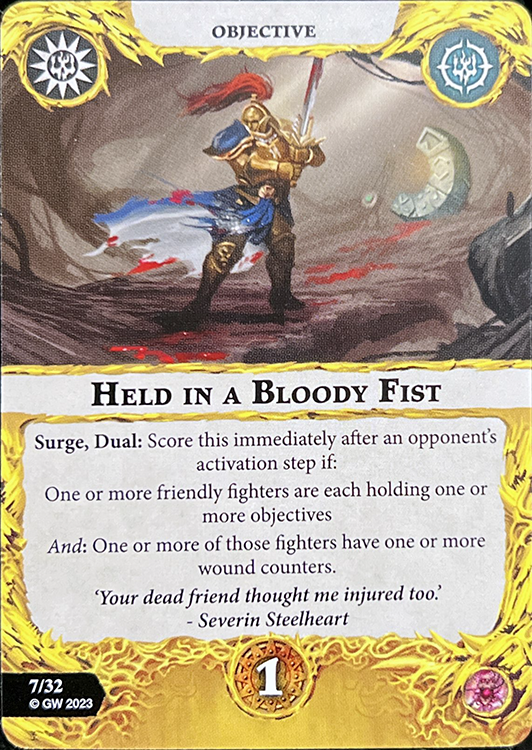 OBJECTIVE
HELD IN A BLOODY FIST
Surge, Dual: Score this immediately after an opponent's
activation step if:
One or more friendly fighters are each holding one or
more objectives
And: One or more of those fighters have one or more
wound counters.
'Your dead friend thought me injured too.'
- Severin Steelheart
1
7/32
© GW 2023